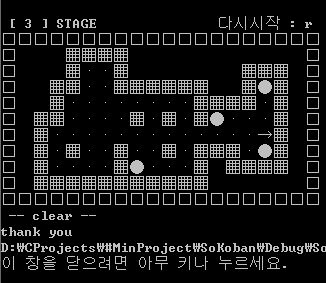 [ 3 ] STAGE 다시시작 : r
-- clear --
thank you
D:₩CProjects₩#MinProject₩SoKoban₩Debug₩So
이 창을 닫으려면 아무 키나 누르세요.